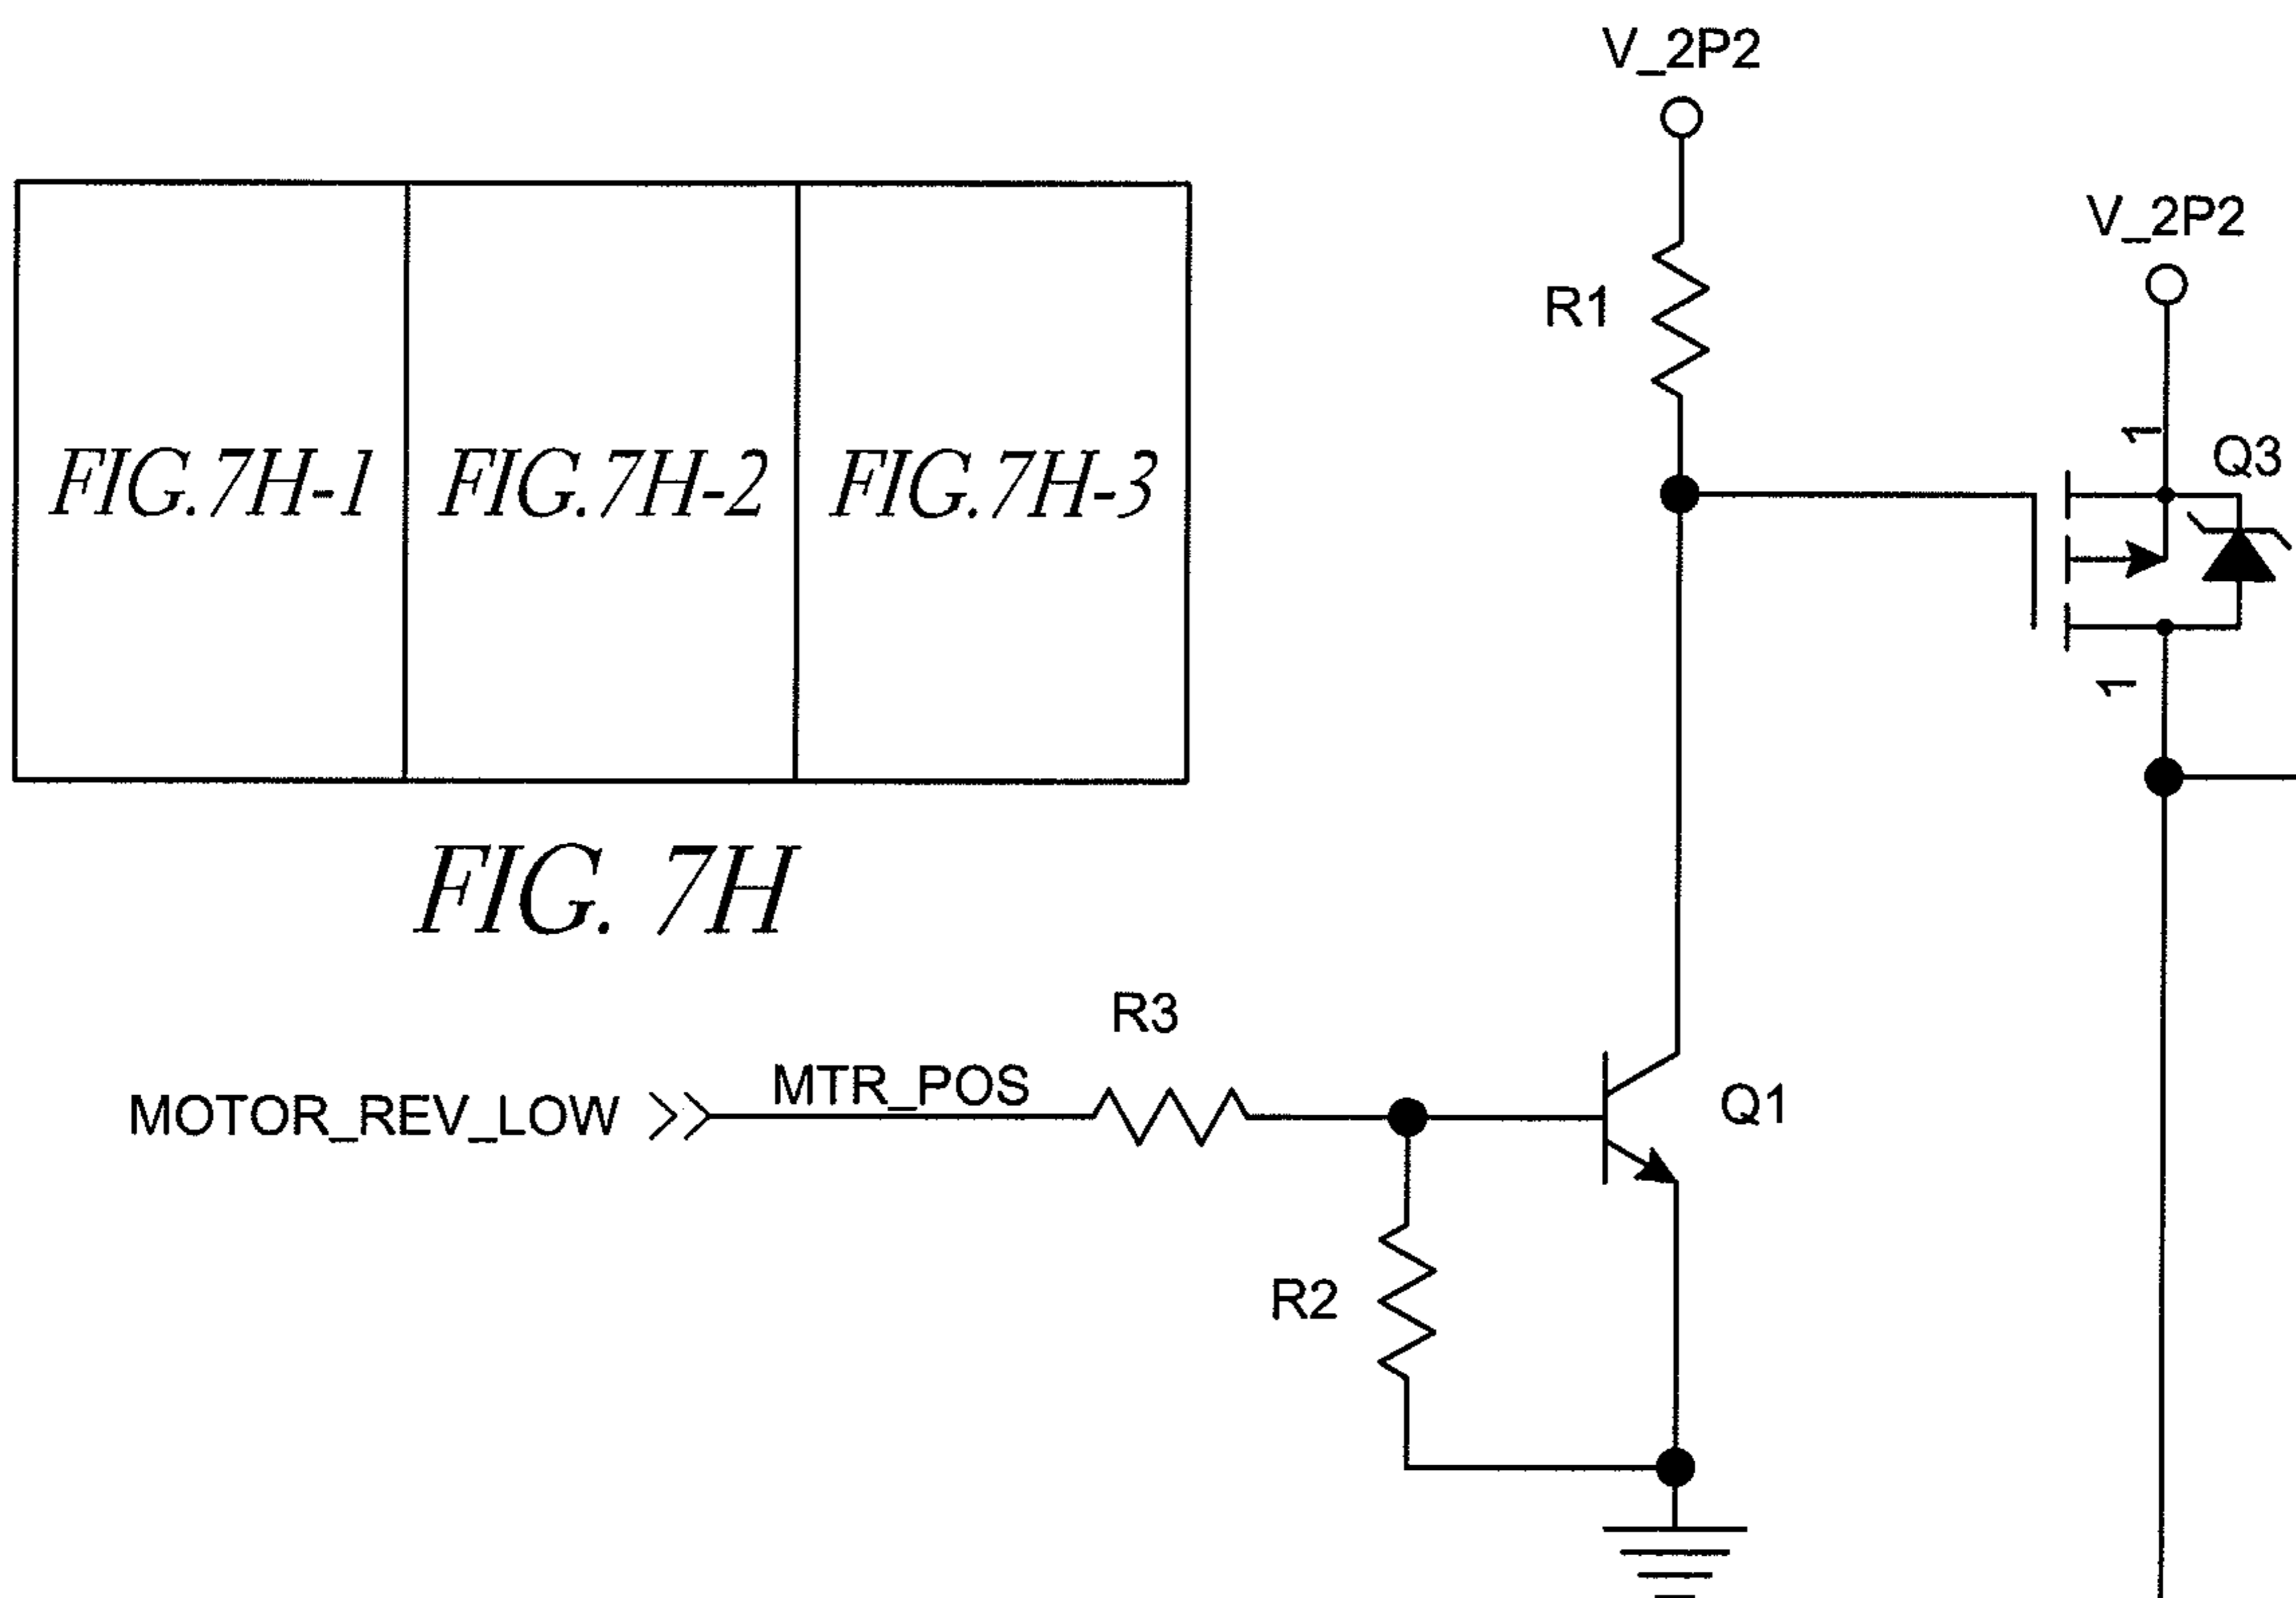 V_2P2
V_2P2
R1
1
Q3
FIG. 7H-1
FIG. 7H-2
FIG. 7H-3
1
FIG. 7H
R3
MOTOR_REV_LOW
MTR_POS
Q1
R2